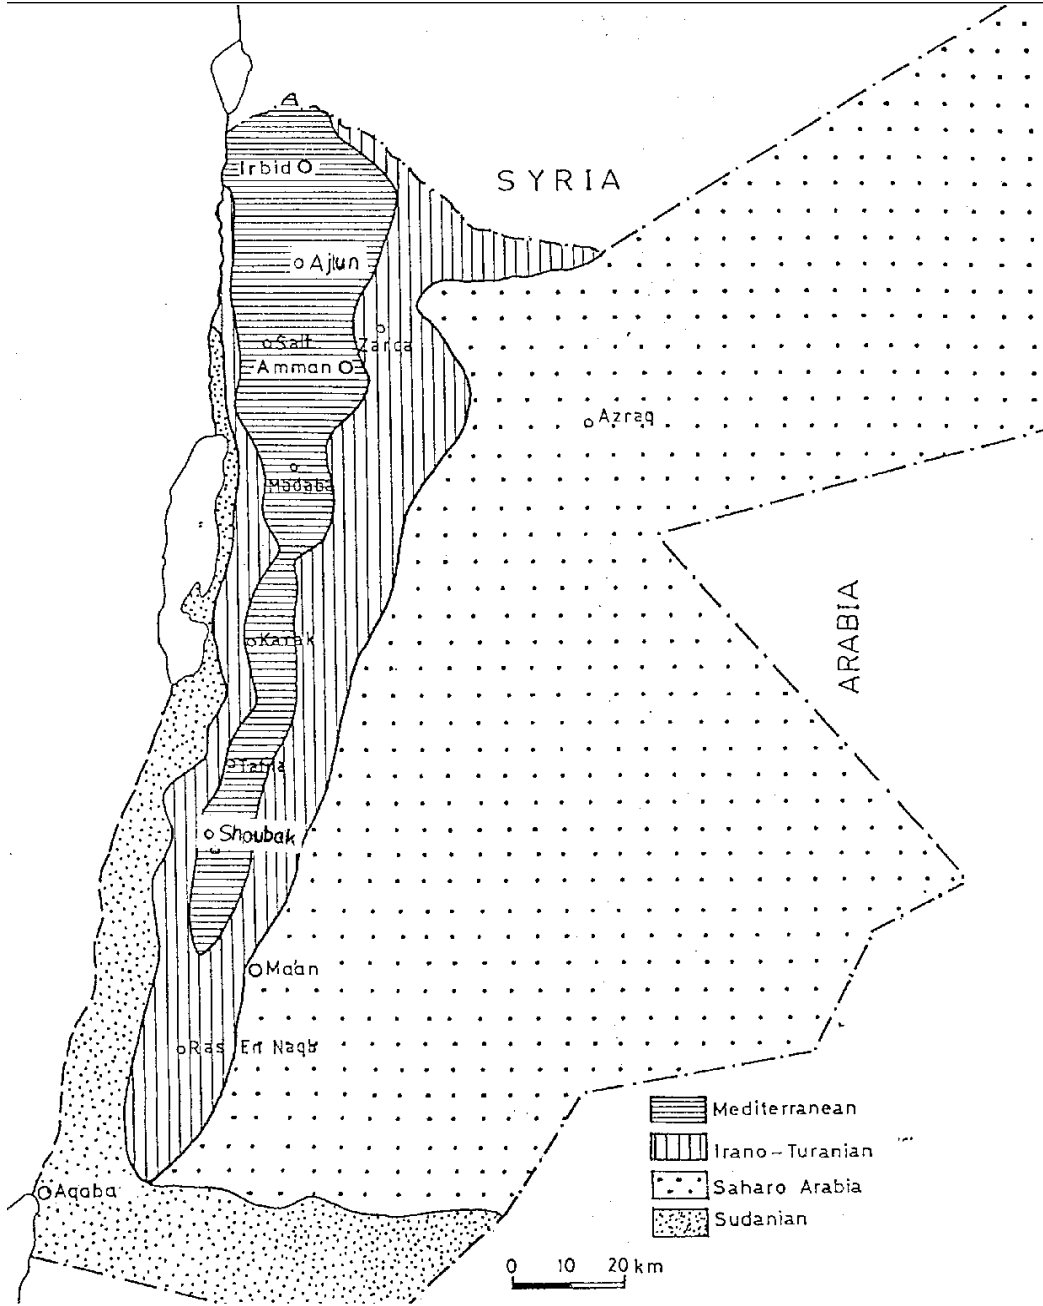 Irbid
SYRIA
Ajlun
Zarqa
Salt
Amman
Azraq
Madaba
ARABIA
Karak
Tafila
Shoubak
Ma'an
Ras En Naqb
Mediterranean
Irano-Turanian
Saharo Arabia
Aqaba
Sudanian
0 10 20 km